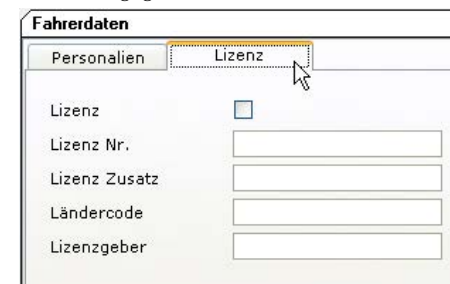 Fahrerdaten
Personalien Lizenz
Lizenz
Lizenz Nr.
Lizenz Zusatz
Ländercode
Lizenzgeber